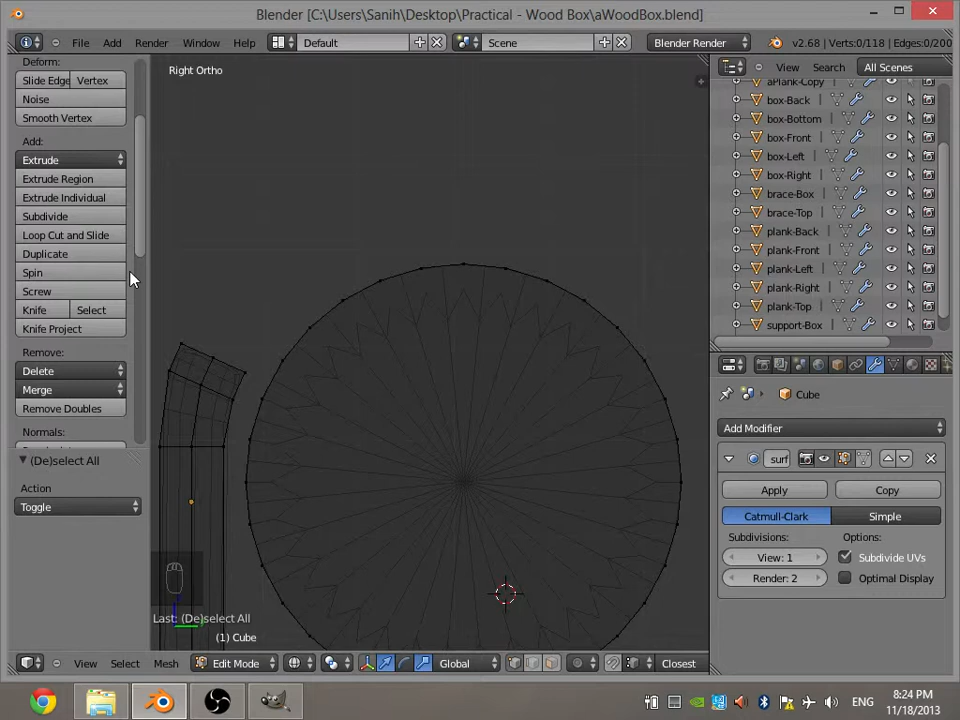 Blender [C:\Users\Sanih\Desktop\Practical - Wood Box\aWoodBox.blend]
File Add Render Window Help Default Scene Blender Render v2.68 | Verts:0/118 | Edges:0/200
Deform:
Slide Edge Vertex
Noise
Smooth Vertex
Add:
Extrude
Extrude Region
Extrude Individual
Subdivide
Loop Cut and Slide
Duplicate
Spin
Screw
Knife Select
Knife Project
Remove:
Delete
Merge
Remove Doubles
Normals:
(De)select All
Action
Toggle
Right Ortho
Last: (De)select All
(1) Cube
View Select Mesh Edit Mode Global Closest
View Search All Scenes
aPlank-Copy
box-Back
box-Bottom
box-Front
box-Left
box-Right
brace-Box
brace-Top
plank-Back
plank-Front
plank-Left
plank-Right
plank-Top
support-Box
Cube
Add Modifier
surf
Apply Copy
Catmull-Clark Simple
Subdivisions: Options:
View: 1 Subdivide UVs
Render: 2 Optimal Display
ENG
8:24 PM
11/18/2013